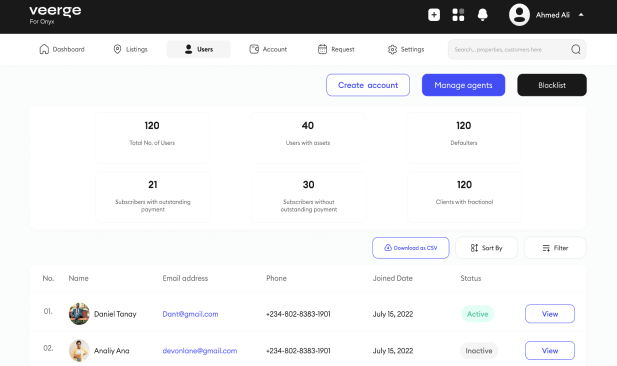 veerge
For Onyx
Ahmed Ali
Dashboard
Listings
Users
Account
Request
Settings
Search... properties, customers here
Create account
Manage agents
Blacklist
120
Total No. of Users
40
Users with assets
120
Defaulters
21
Subscribers with outstanding
payment
30
Subscribers without
outstanding payment
120
Clients with fractional
Download as CSV
Sort By
Filter
No. Name Email address Phone Joined Date Status
01. Daniel Tanay Dant@gmail.com +234-802-8383-1901 July 15, 2022 Active View
02. Analiy Ana devonlane@gmail.com +234-802-8383-1901 July 15, 2022 Inactive View